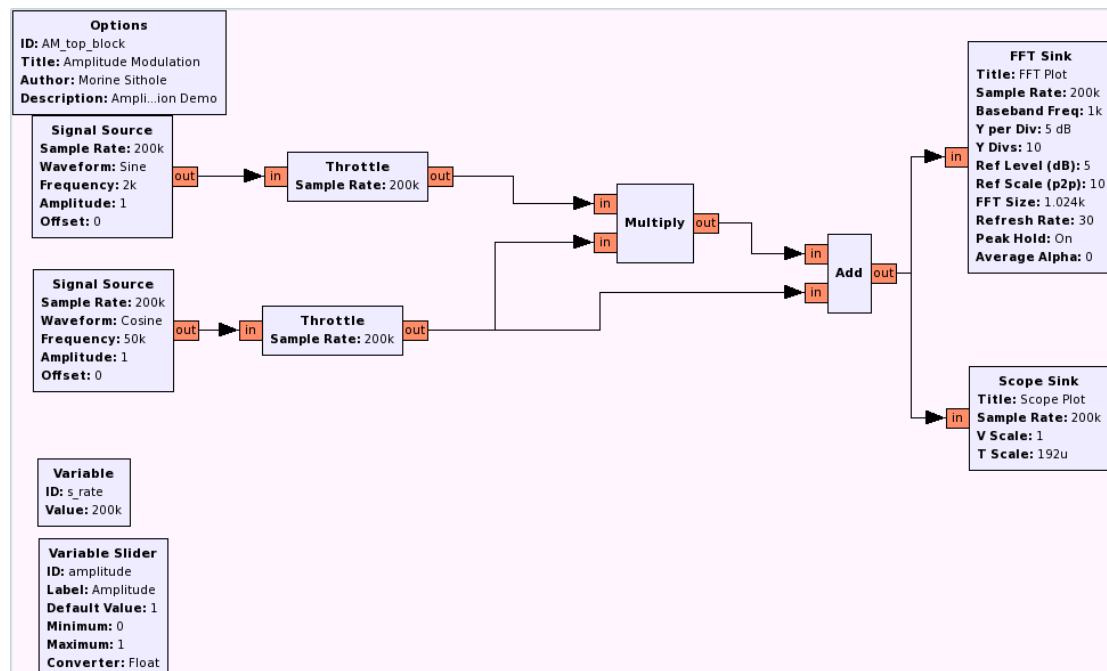 Options
ID: AM_top_block
Title: Amplitude Modulation
Author: Morine Sithole
Description: Ampli...ion Demo
Signal Source
Sample Rate: 200k
Waveform: Sine
Frequency: 2k
Amplitude: 1
Offset: 0
out
in
Throttle
Sample Rate: 200k
out
Signal Source
Sample Rate: 200k
Waveform: Cosine
Frequency: 50k
Amplitude: 1
Offset: 0
out
in
Throttle
Sample Rate: 200k
out
in
in
Multiply
out
in
in
Add
out
in
FFT Sink
Title: FFT Plot
Sample Rate: 200k
Baseband Freq: 1k
Y per Div: 5 dB
Y Divs: 10
Ref Level (dB): 5
Ref Scale (p2p): 10
FFT Size: 1.024k
Refresh Rate: 30
Peak Hold: On
Average Alpha: 0
in
Scope Sink
Title: Scope Plot
Sample Rate: 200k
V Scale: 1
T Scale: 192u
Variable
ID: s_rate
Value: 200k
Variable Slider
ID: amplitude
Label: Amplitude
Default Value: 1
Minimum: 0
Maximum: 1
Converter: Float